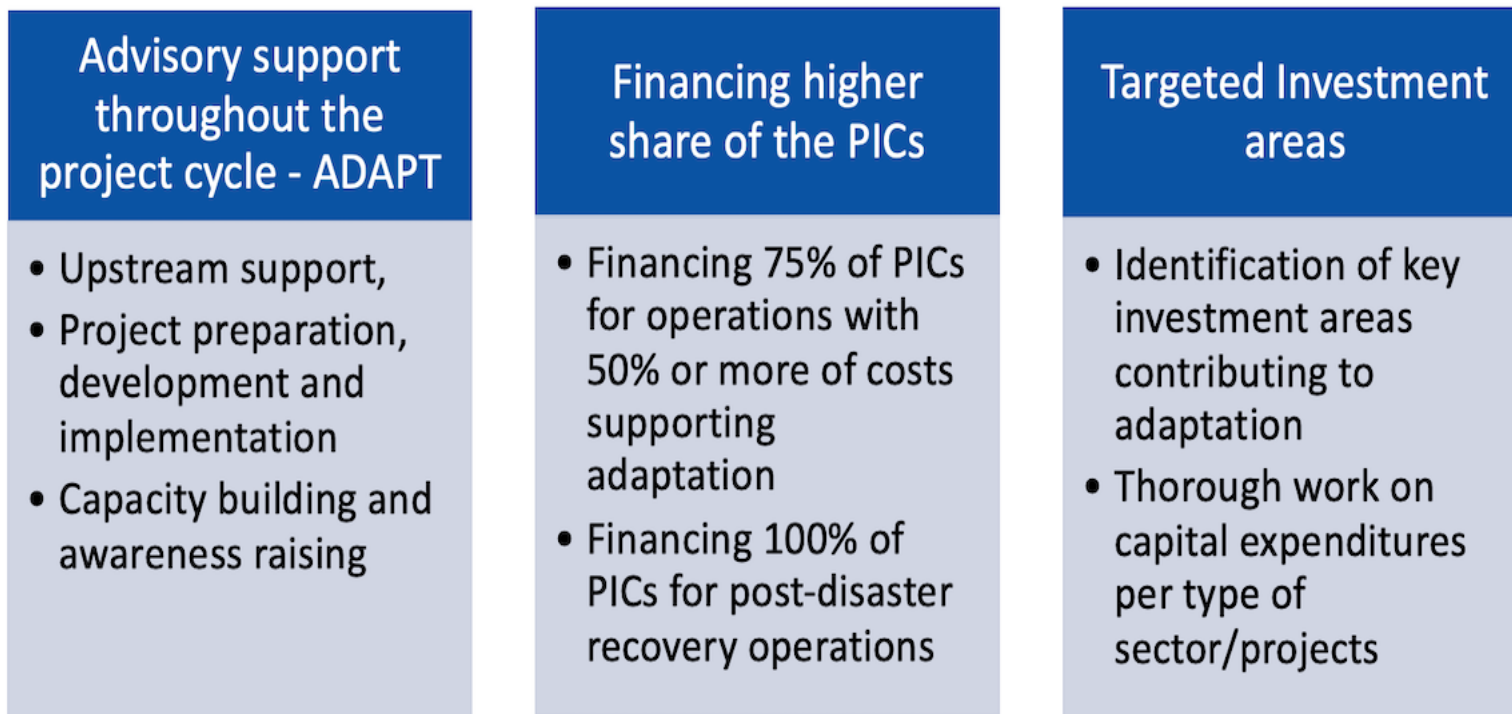 Advisory support
throughout the
project cycle - ADAPT
• Upstream support,
• Project preparation,
development and
implementation
• Capacity building and
awareness raising
Financing higher
share of the PICs
• Financing 75% of PICs
for operations with
50% or more of costs
supporting
adaptation
• Financing 100% of
PICs for post-disaster
recovery operations
Targeted Investment
areas
• Identification of key
investment areas
contributing to
adaptation
• Thorough work on
capital expenditures
per type of
sector/projects